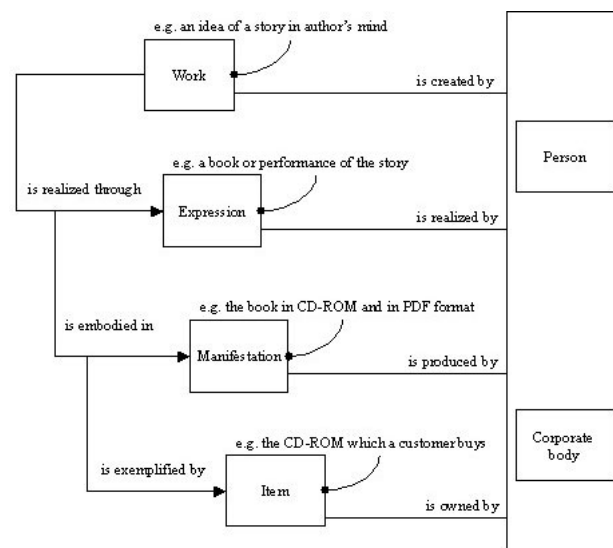 e.g. an idea of a story in author's mind
Work
is created by
Person
e.g. a book or performance of the story
is realized through
Expression
is realized by
e.g. the book in CD-ROM and in PDF format
is embodied in
Manifestation
is produced by
Corporate
body
e.g. the CD-ROM which a customer buys
is exemplified by
Item
is owned by